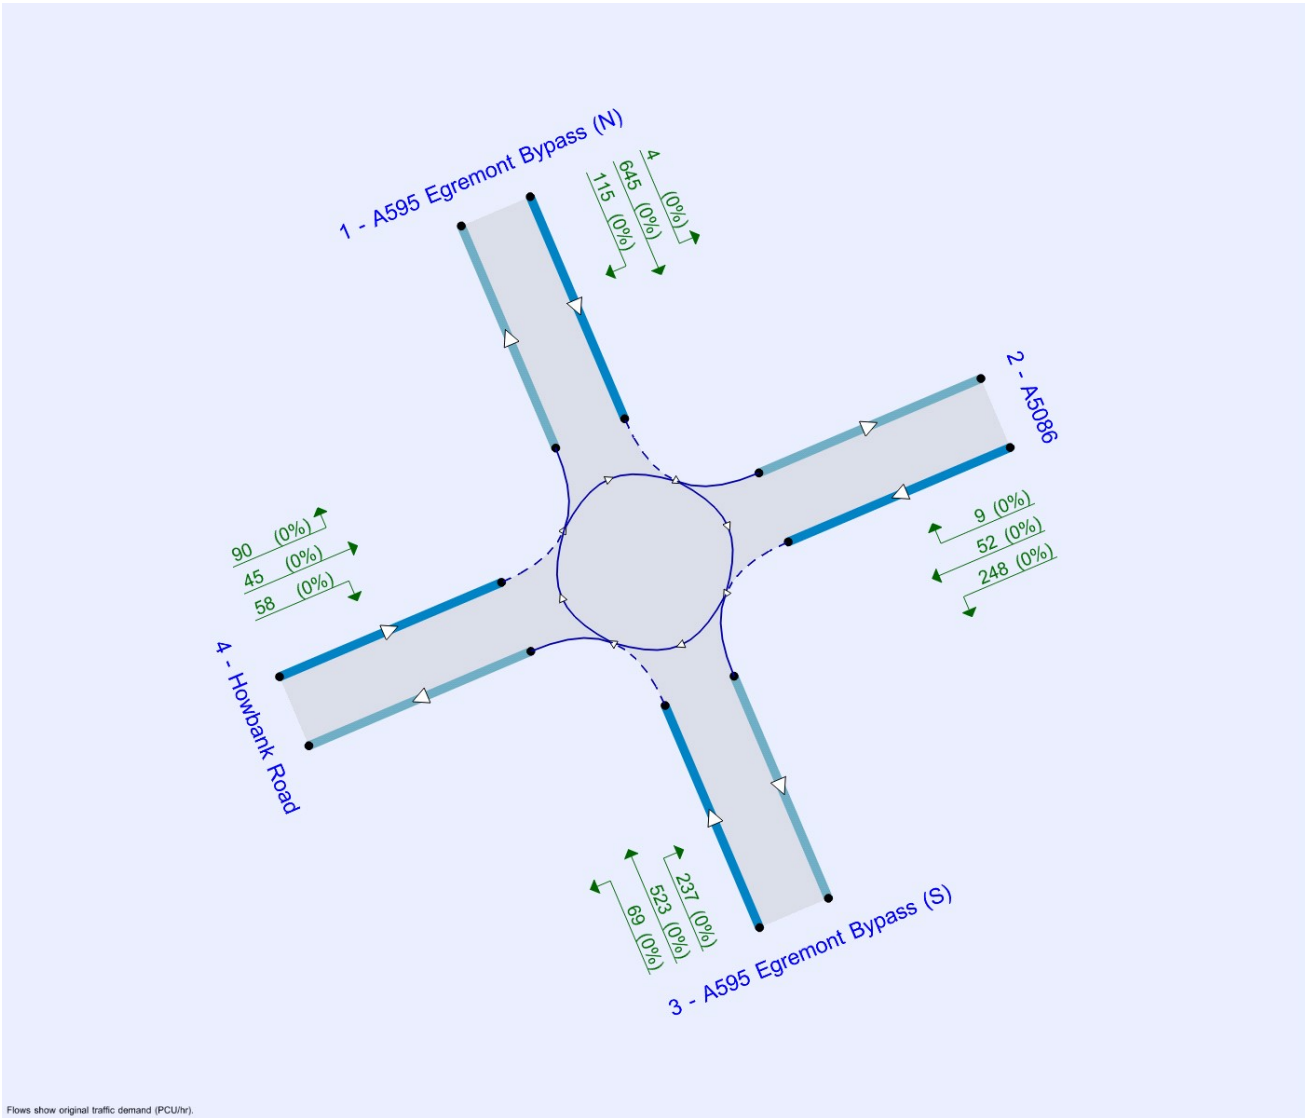 1 - A595 Egremont Bypass (N)
4 (0%)
645 (0%)
115 (0%)
2 - A5086
9 (0%)
52 (0%)
248 (0%)
90 (0%)
45 (0%)
58 (0%)
4 - Howbank Road
237 (0%)
523 (0%)
69 (0%)
3 - A595 Egremont Bypass (S)
Flows show original traffic demand (PCU/hr).